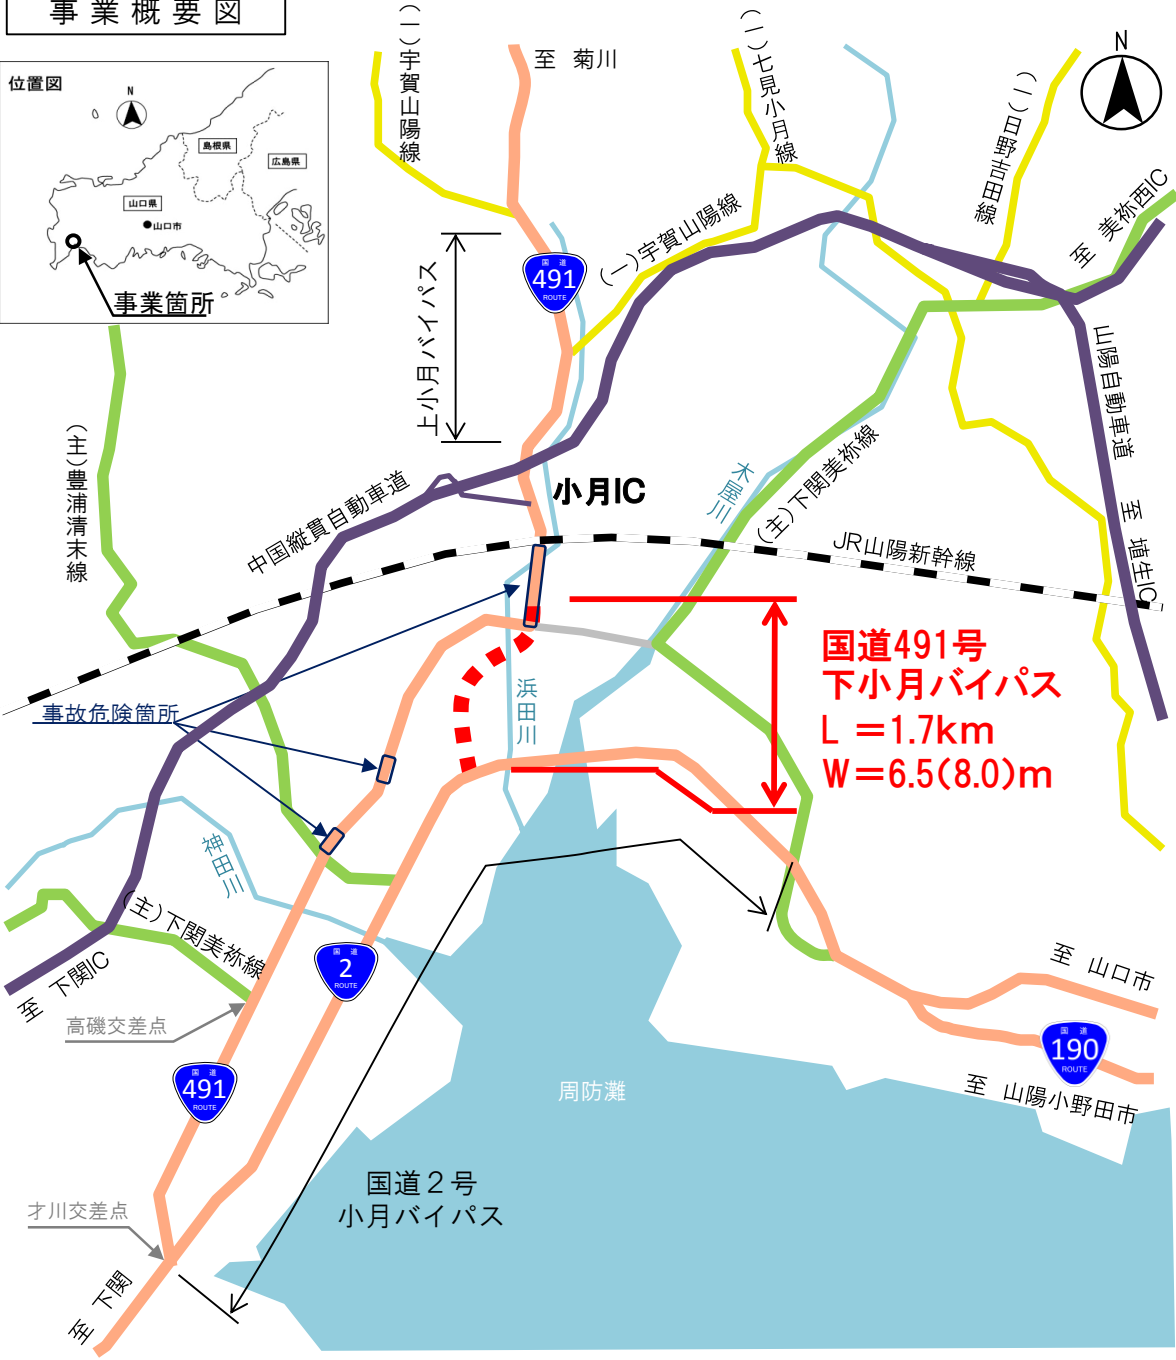 事業概要図
位置図
N
島根県
広島県
山口県
山口市
事業箇所
(一)宇賀山陽線
至 菊川
(一)七見小月線
(一)日野吉田線
N
至 美祢西IC
(一)宇賀山陽線
国道
491
ROUTE
上小月バイパス
山陽自動車道
至 埴生IC
(主)豊浦清末線
中国縦貫自動車道
小月IC
木屋川
(主)下関美祢線
JR山陽新幹線
国道491号
下小月バイパス
L =1.7km
W=6.5(8.0)m
事故危険箇所
浜田川
神田川
(主)下関美祢線
至 下関IC
高磯交差点
国道
2
ROUTE
国道
491
ROUTE
至 山口市
国道
190
ROUTE
至 山陽小野田市
周防灘
国道2号
小月バイパス
才川交差点
至 下関